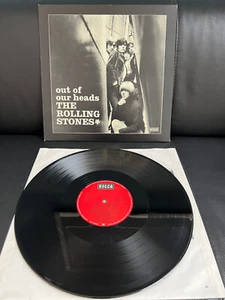 out of
our heads
THE
ROLLING
STONES
DECCA